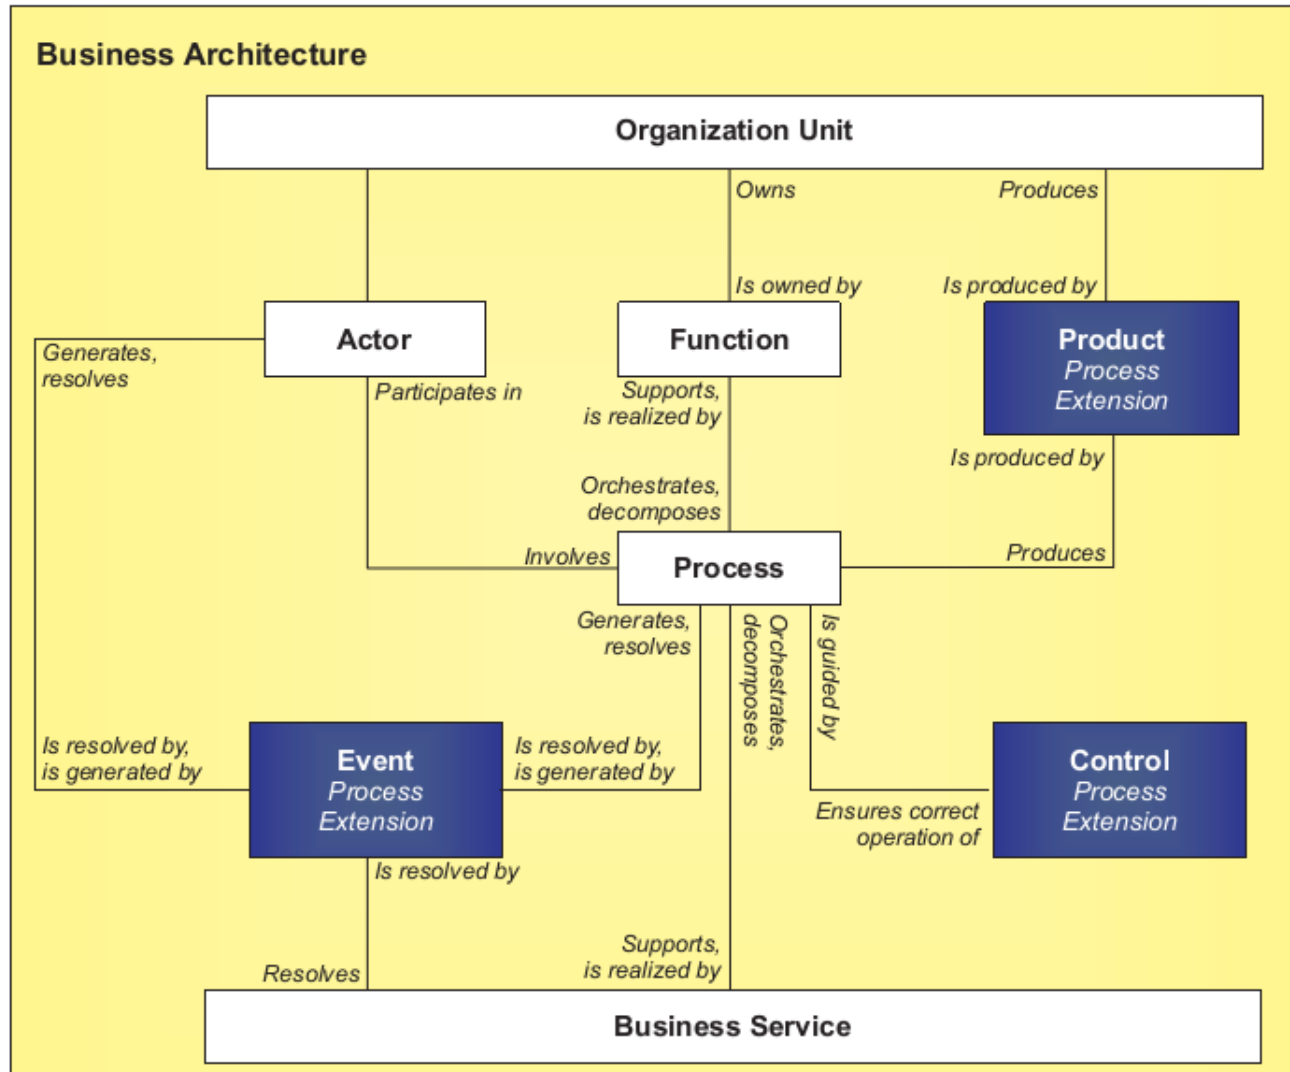 Business Architecture
Organization Unit
Owns
Produces
Is owned by
Is produced by
Actor
Function
Product
Process
Extension
Generates,
resolves
Participates in
Supports,
is realized by
Is produced by
Orchestrates,
decomposes
Involves
Process
Produces
Generates,
resolves
Orchestrates,
decomposes
Is guided by
Is resolved by,
is generated by
Event
Process
Extension
Is resolved by,
is generated by
Control
Process
Extension
Ensures correct
operation of
Is resolved by
Resolves
Supports,
is realized by
Business Service